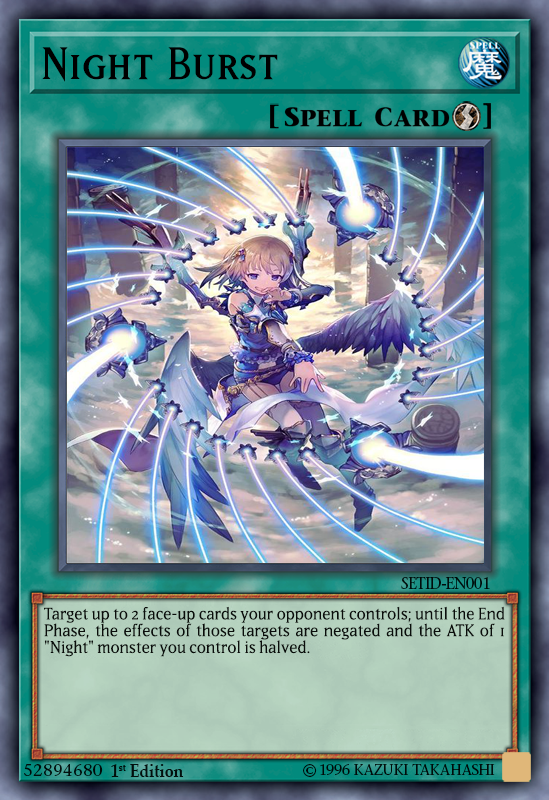 Night Burst
SPELL
魔
[Spell Card]
SETID-EN001
Target up to 2 face-up cards your opponent controls; until the End
Phase, the effects of those targets are negated and the ATK of 1
"Night" monster you control is halved.
52894680 1st Edition © 1996 KAZUKI TAKAHASHI